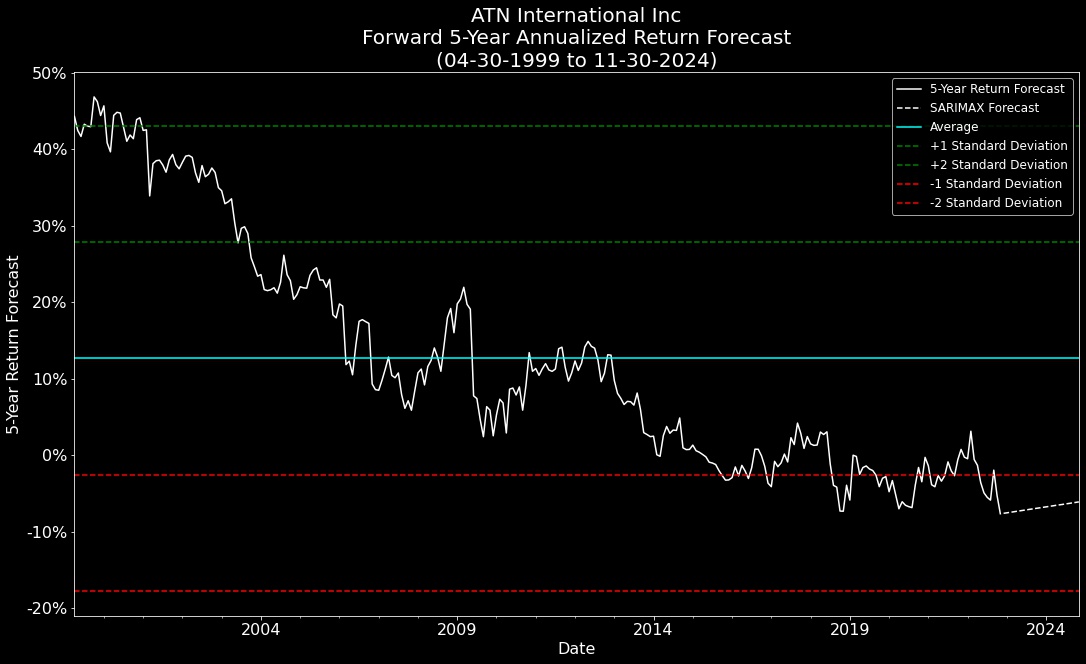 ATN International Inc
Forward 5-Year Annualized Return Forecast
(04-30-1999 to 11-30-2024)
5-Year Return Forecast
SARIMAX Forecast
Average
+1 Standard Deviation
+2 Standard Deviation
-1 Standard Deviation
-2 Standard Deviation
5-Year Return Forecast
50%
40%
30%
20%
10%
0%
-10%
-20%
2004
2009
2014
2019
2024
Date